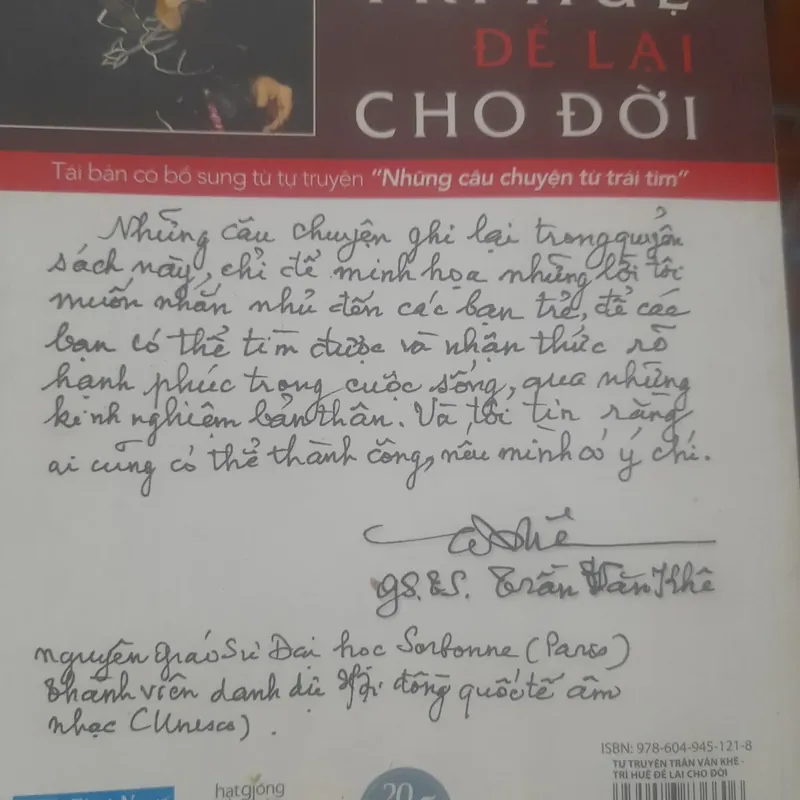 TRÍ HUỆ
ĐỂ LẠI
CHO ĐỜI
Tái bản có bổ sung từ tự truyện "Những câu chuyện từ trái tim"
Những câu chuyện ghi lại trong quyển
sách này, chỉ để minh họa những lời tôi
muốn nhắn nhủ đến các bạn trẻ, để các
bạn có thể tìm được và nhận thức rõ
hạnh phúc trong cuộc sống, qua những
kinh nghiệm bản thân. Và tôi tin rằng
ai cũng có thể thành công, nếu mình có ý chí.
GS.TS. Trần Văn Khê
nguyên giáo sư Đại học Sorbonne (Paris)
thành viên danh dự Hội đồng quốc tế âm
nhạc (Unesco).
ISBN: 978-604-945-121-8
TỰ TRUYỆN TRẦN VĂN KHÊ -
TRÍ HUỆ ĐỂ LẠI CHO ĐỜI
hạtgiống
20